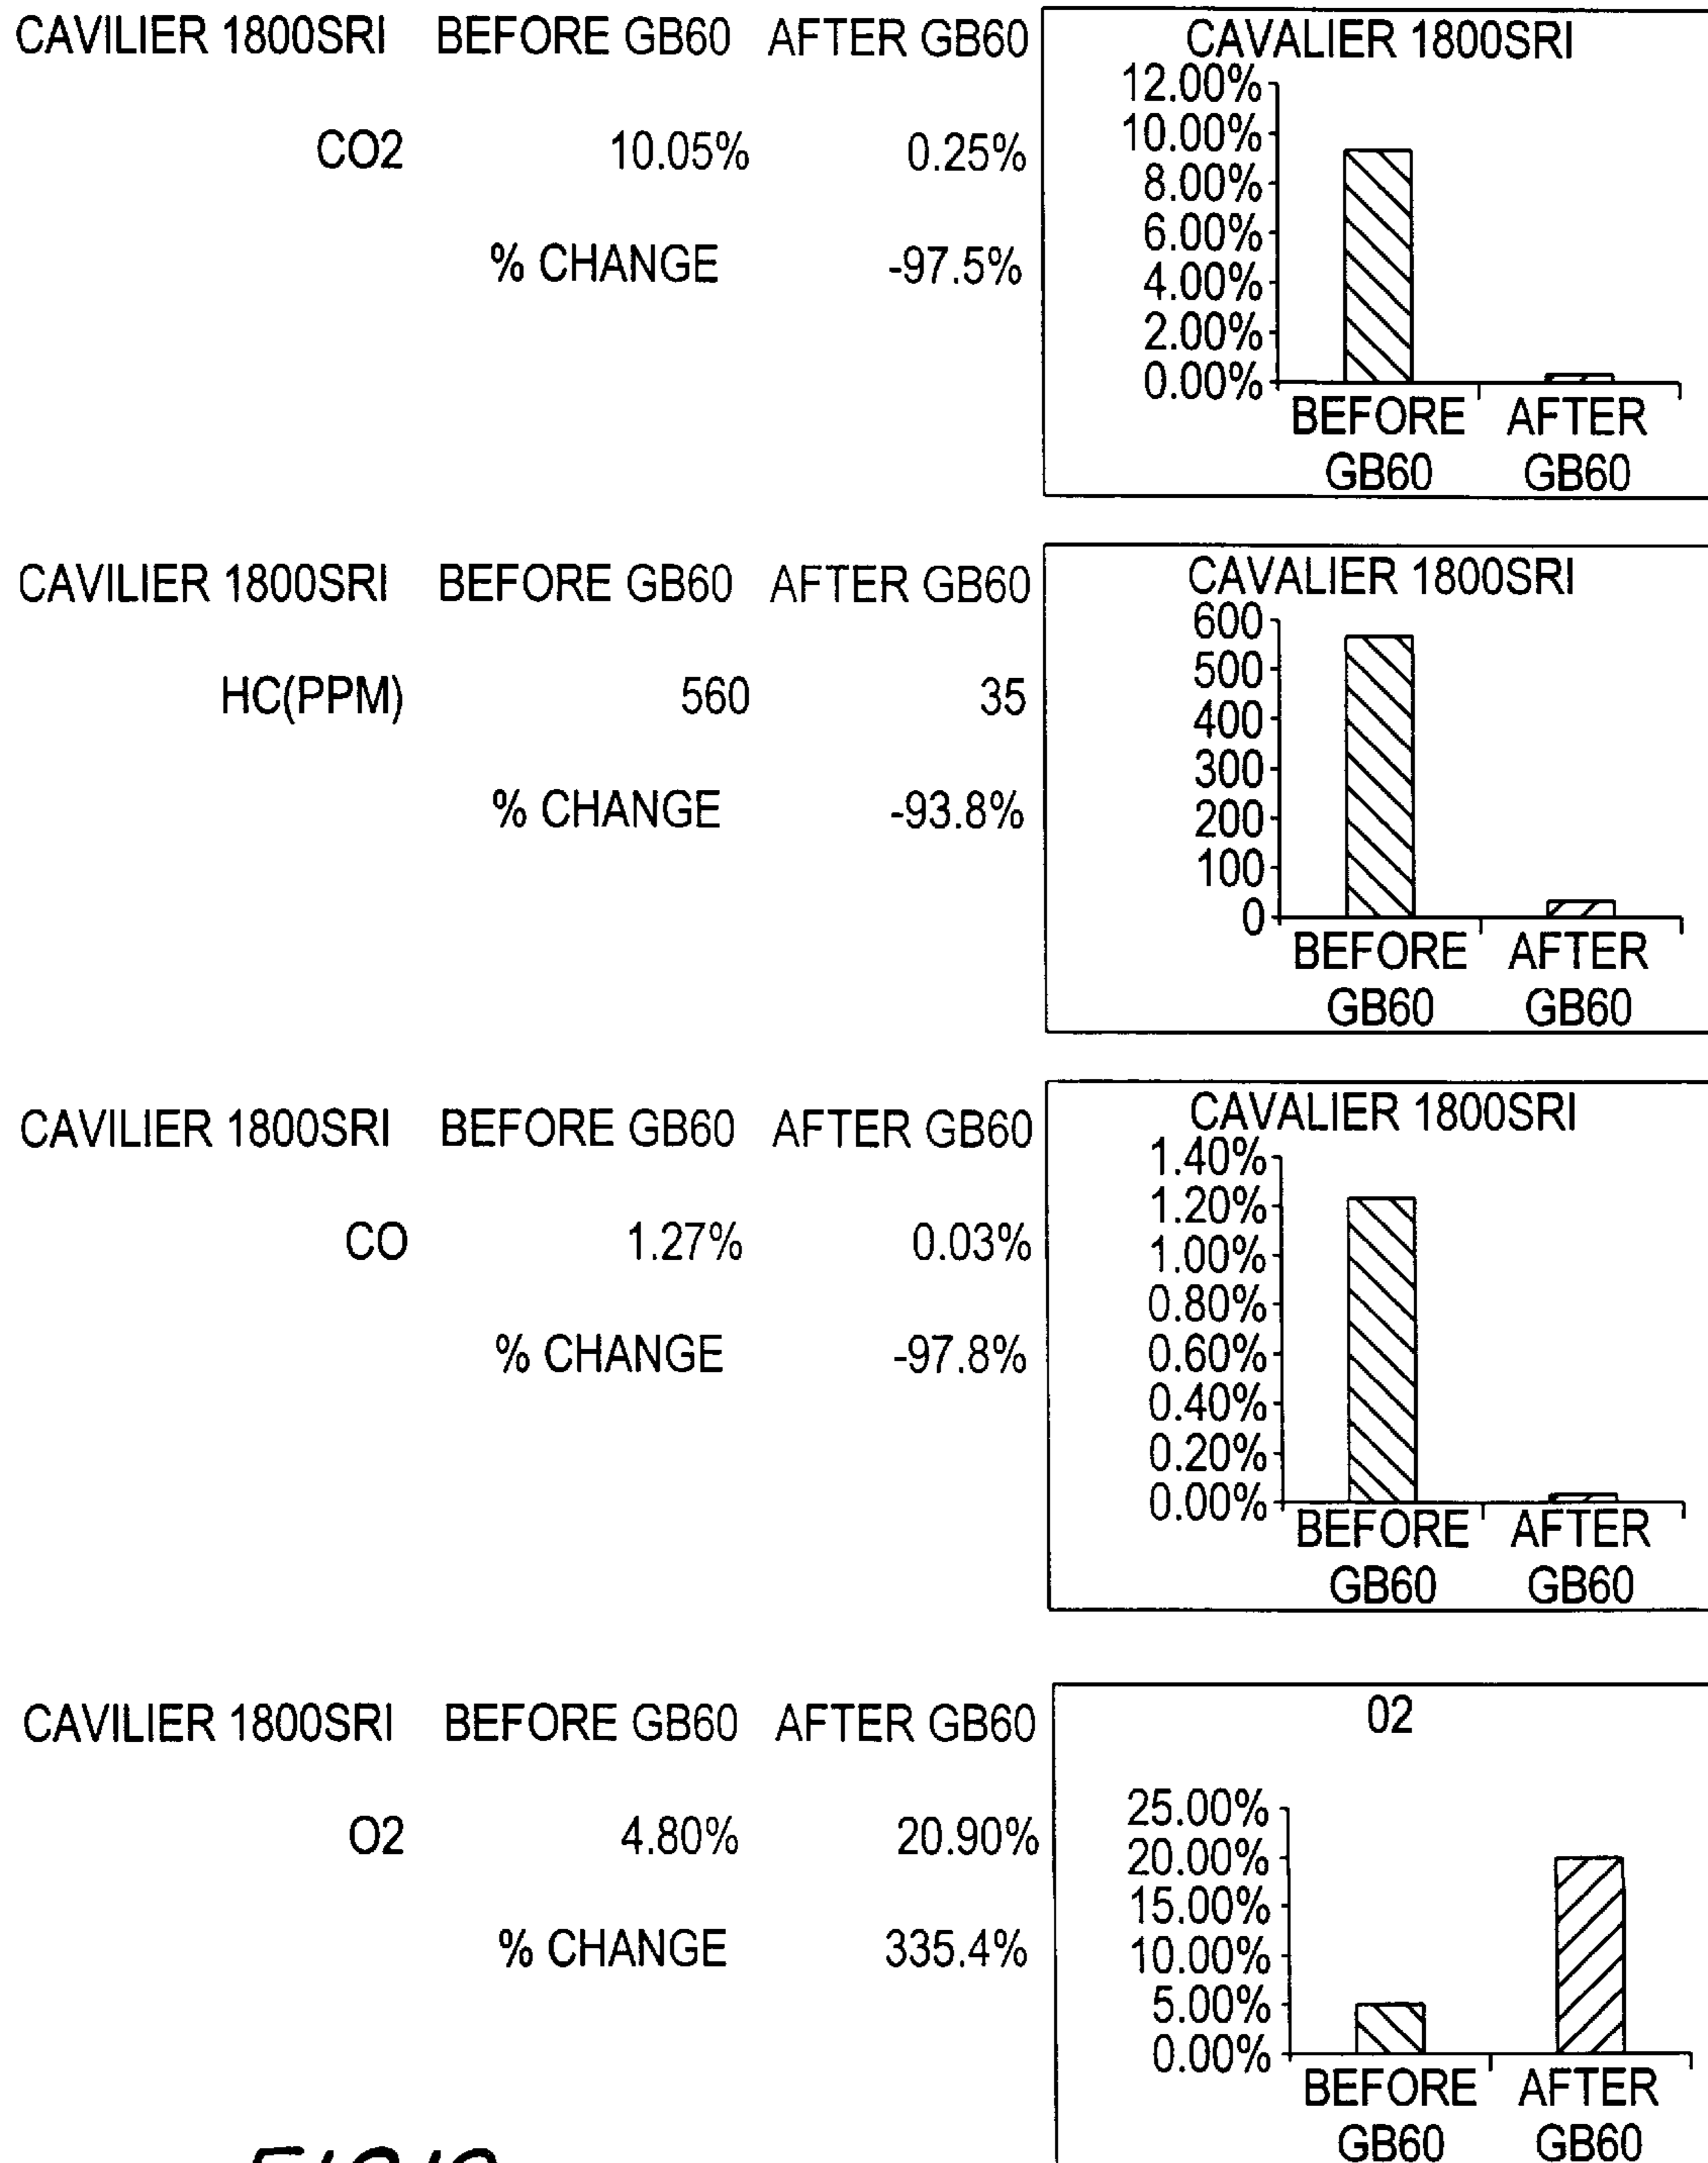 CAVILIER 1800SRI BEFORE GB60 AFTER GB60
CO2 10.05% 0.25%
% CHANGE -97.5%
CAVALIER 1800SRI
12.00%
10.00%
8.00%
6.00%
4.00%
2.00%
0.00%
BEFORE AFTER
GB60 GB60
CAVILIER 1800SRI BEFORE GB60 AFTER GB60
HC(PPM) 560 35
% CHANGE -93.8%
CAVALIER 1800SRI
600
500
400
300
200
100
0
BEFORE AFTER
GB60 GB60
CAVILIER 1800SRI BEFORE GB60 AFTER GB60
CO 1.27% 0.03%
% CHANGE -97.8%
CAVALIER 1800SRI
1.40%
1.20%
1.00%
0.80%
0.60%
0.40%
0.20%
0.00%
BEFORE AFTER
GB60 GB60
CAVILIER 1800SRI BEFORE GB60 AFTER GB60
O2 4.80% 20.90%
% CHANGE 335.4%
02
25.00%
20.00%
15.00%
10.00%
5.00%
0.00%
BEFORE AFTER
GB60 GB60